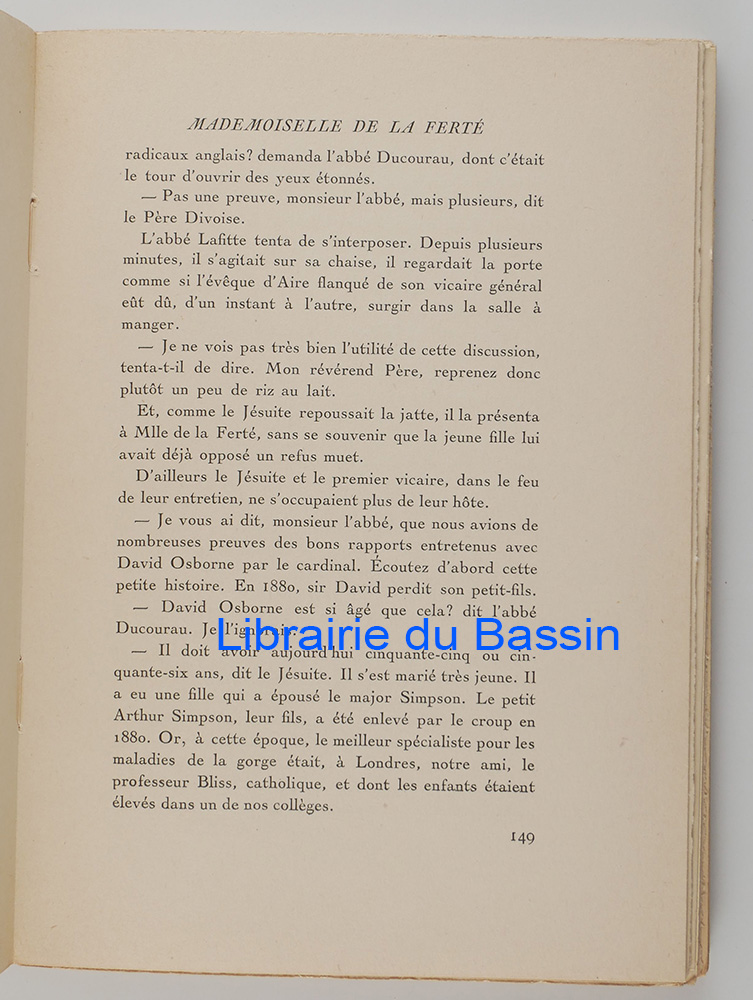 MADEMOISELLE DE LA FERTÉ
radicaux anglais? demanda l'abbé Ducourau, dont c'était
le tour d'ouvrir des yeux étonnés.
— Pas une preuve, monsieur l'abbé, mais plusieurs, dit
le Père Divoise.
L'abbé Lafitte tenta de s'interposer. Depuis plusieurs
minutes, il s'agitait sur sa chaise, il regardait la porte
comme si l'évêque d'Aire flanqué de son vicaire général
eût dû, d'un instant à l'autre, surgir dans la salle à
manger.
— Je ne vois pas très bien l'utilité de cette discussion,
tenta-t-il de dire. Mon révérend Père, reprenez donc
plutôt un peu de riz au lait.
Et, comme le Jésuite repoussait la jatte, il la présenta
à Mlle de la Ferté, sans se souvenir que la jeune fille lui
avait déjà opposé un refus muet.
D'ailleurs le Jésuite et le premier vicaire, dans le feu
de leur entretien, ne s'occupaient plus de leur hôte.
— Je vous ai dit, monsieur l'abbé, que nous avions de
nombreuses preuves des bons rapports entretenus avec
David Osborne par le cardinal. Écoutez d'abord cette
petite histoire. En 1880, sir David perdit son petit-fils.
— David Osborne est si âgé que cela? dit l'abbé
Ducourau. Je l'ignorais.
Librairie du Bassin
— Il doit avoir aujourd'hui cinquante-cinq ou cin-
quante-six ans, dit le Jésuite. Il s'est marié très jeune. Il
a eu une fille qui a épousé le major Simpson. Le petit
Arthur Simpson, leur fils, a été enlevé par le croup en
1880. Or, à cette époque, le meilleur spécialiste pour les
maladies de la gorge était, à Londres, notre ami, le
professeur Bliss, catholique, et dont les enfants étaient
élevés dans un de nos collèges.
149